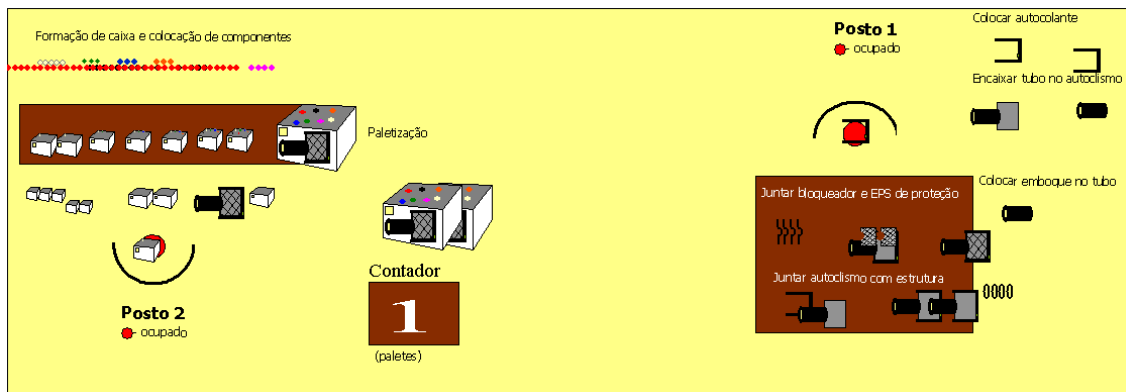 Formação de caixa e colocação de componentes
Paletização
Posto 2
ocupado
Contador
1
(paletes)
Posto 1
ocupado
Colocar autocolante
Encaixar tubo no autoclismo
Colocar emboque no tubo
Juntar bloqueador e EPS de proteção
Juntar autoclismo com estrutura